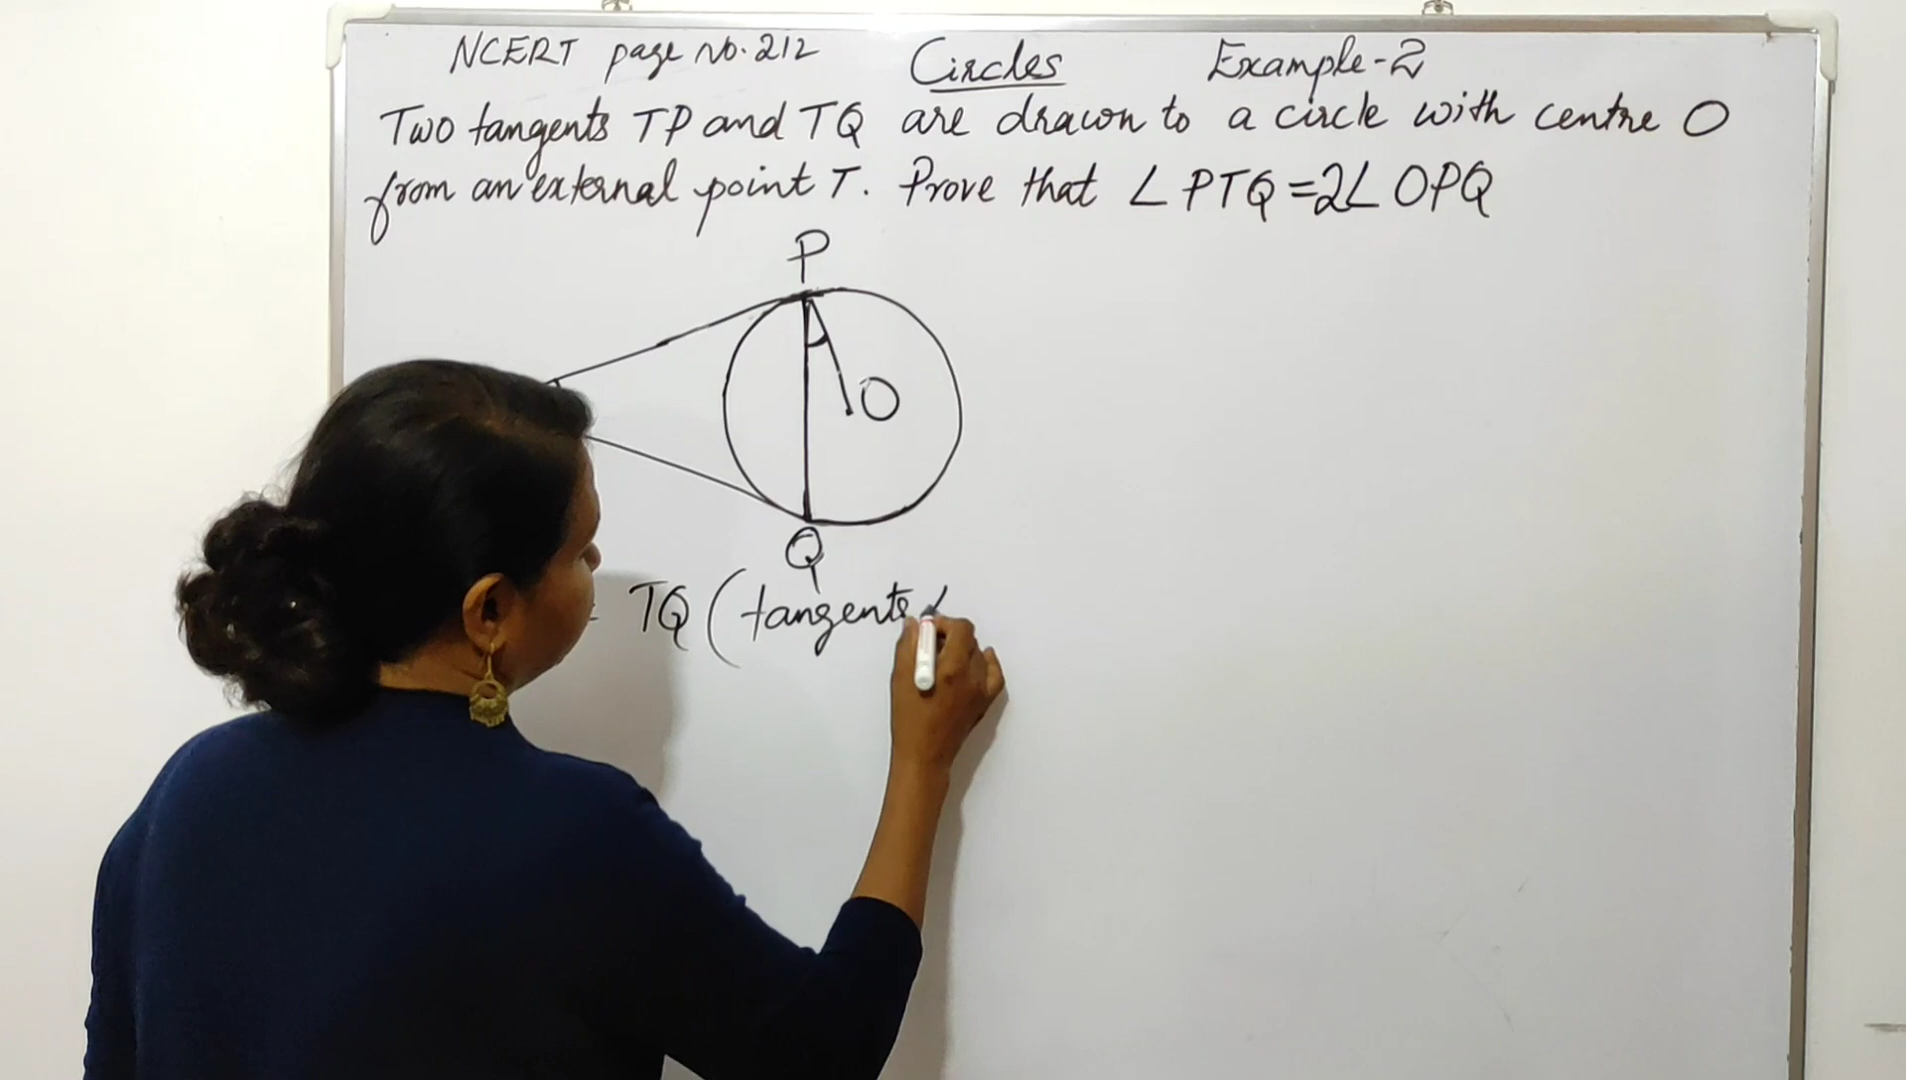 NCERT page No. 212 Circles Example-2
Two tangents TP and TQ are drawn to a circle with centre O
from an external point T. Prove that ∠PTQ=2∠OPQ
P
O
Q
= TQ (tangents